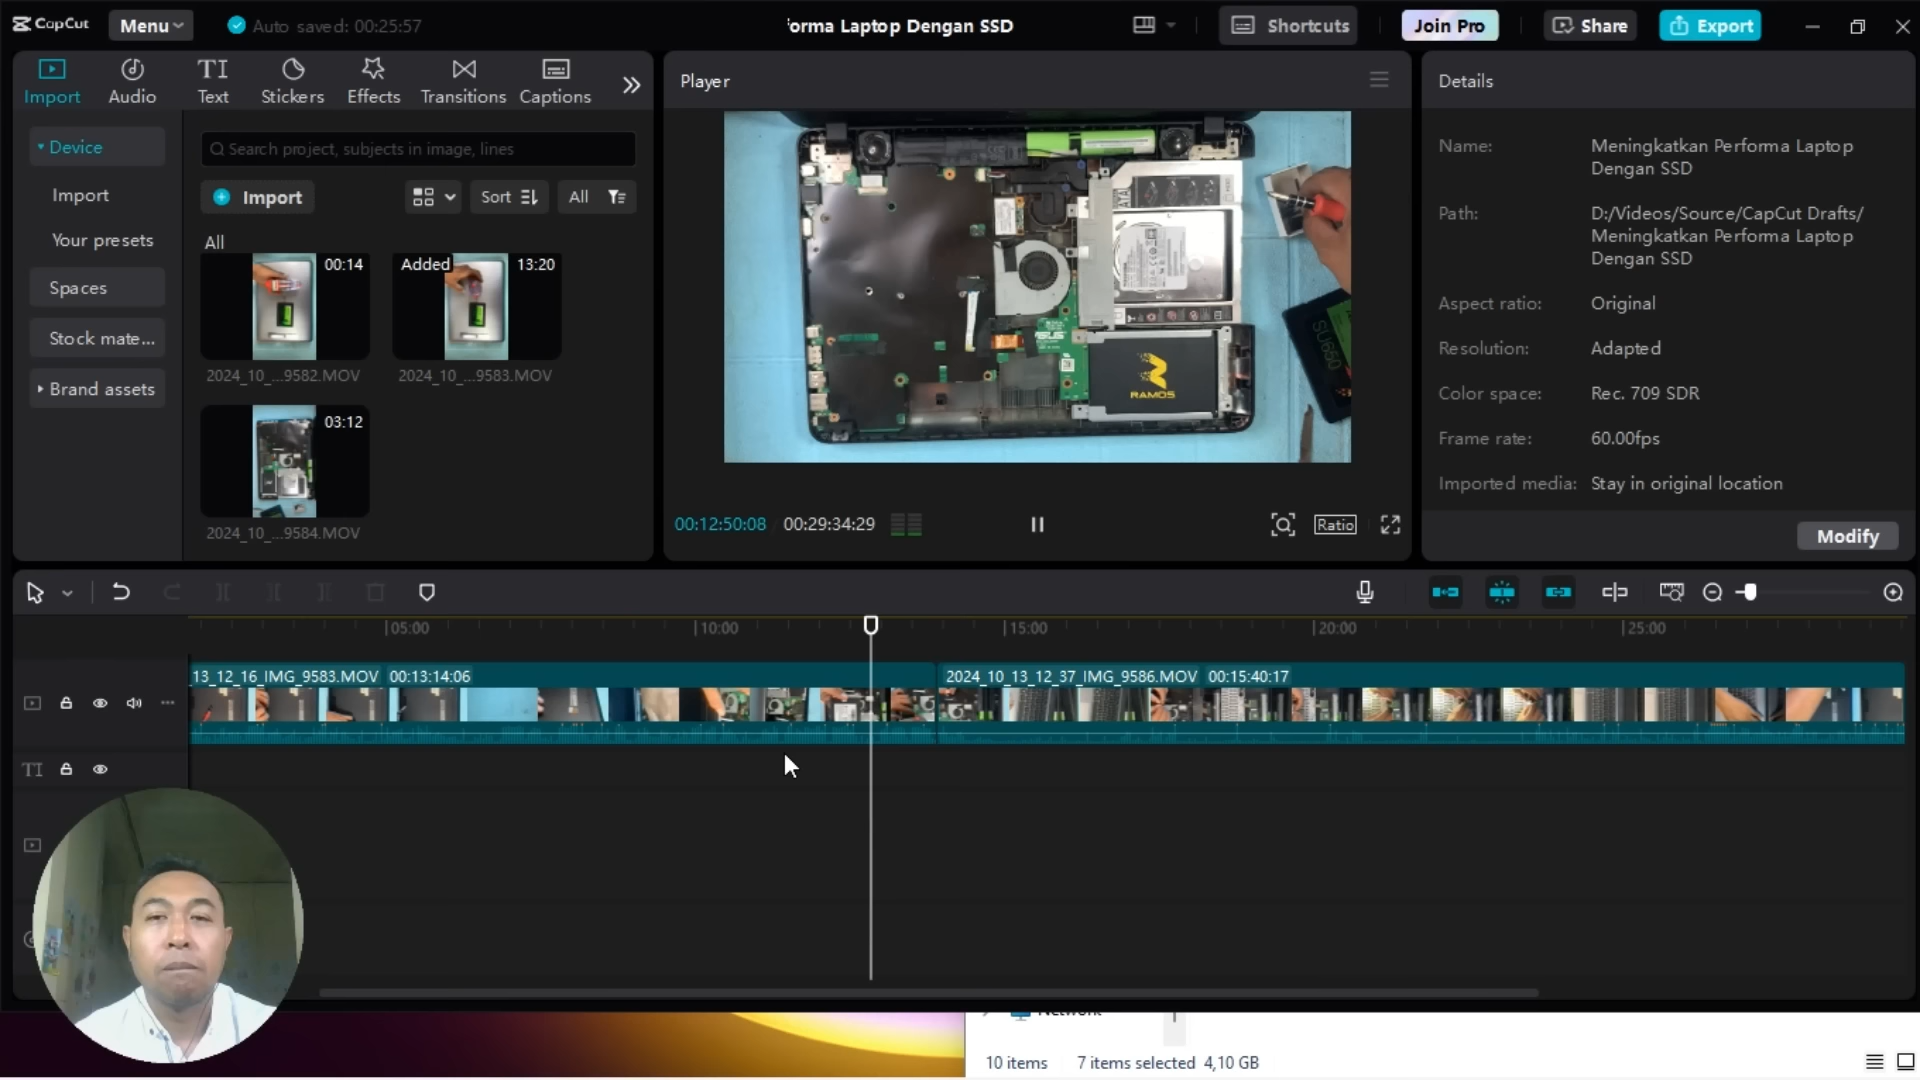 CapCut
Menu
Auto saved: 00:25:57
forma Laptop Dengan SSD
Shortcuts
Join Pro
Share
Export
Import
Audio
TI
Text
Stickers
Effects
Transitions
Captions
Device
Import
Your presets
Spaces
Stock mate...
Brand assets
Search project, subjects in image, lines
Import
Sort
All
All
00:14
2024_10_...9582.MOV
Added
13:20
2024_10_...9583.MOV
03:12
2024_10_...9584.MOV
Player
SU650
ASUS
RAMOS
00:12:50:08
00:29:34:29
Ratio
Details
Name:
Meningkatkan Performa Laptop
Dengan SSD
Path:
D:/Videos/Source/CapCut Drafts/
Meningkatkan Performa Laptop
Dengan SSD
Aspect ratio:
Original
Resolution:
Adapted
Color space:
Rec. 709 SDR
Frame rate:
60.00fps
Imported media:
Stay in original location
Modify
05:00
10:00
15:00
20:00
25:00
13_12_16_IMG_9583.MOV 00:13:14:06
2024_10_13_12_37_IMG_9586.MOV 00:15:40:17
TI
Network
10 items
7 items selected 4,10 GB